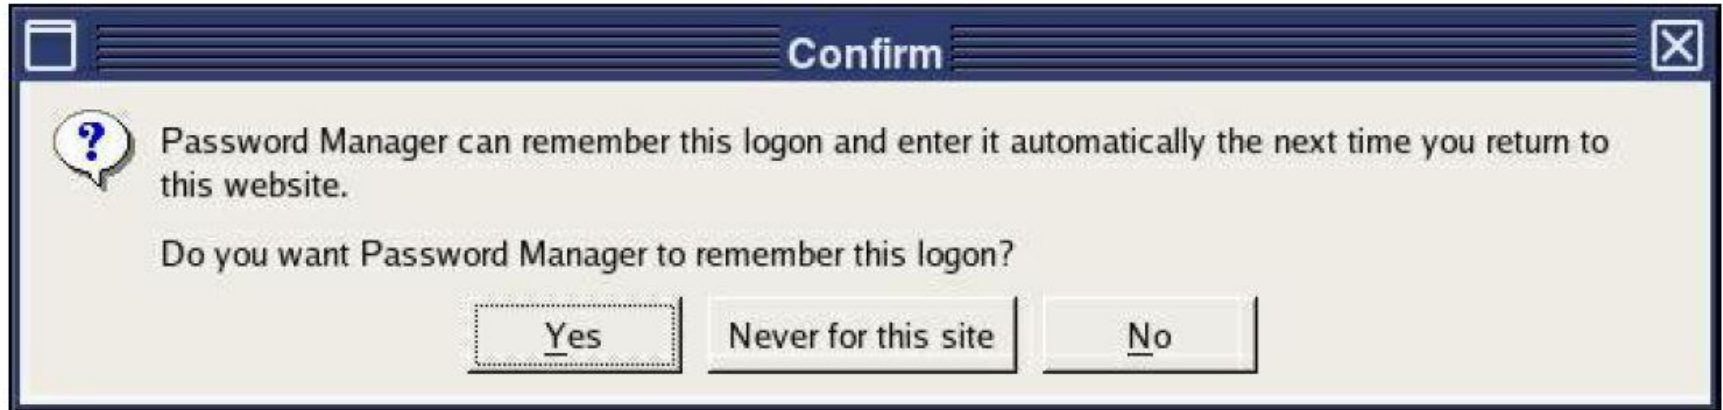 Confirm
?
Password Manager can remember this logon and enter it automatically the next time you return to
this website.
Do you want Password Manager to remember this logon?
Yes
Never for this site
No